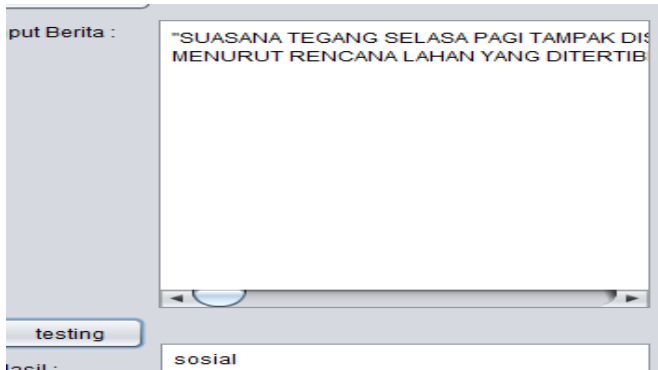 put Berita :
"SUASANA TEGANG SELASA PAGI TAMPAK DIS
MENURUT RENCANA LAHAN YANG DITERTIB
testing
asil :
sosial